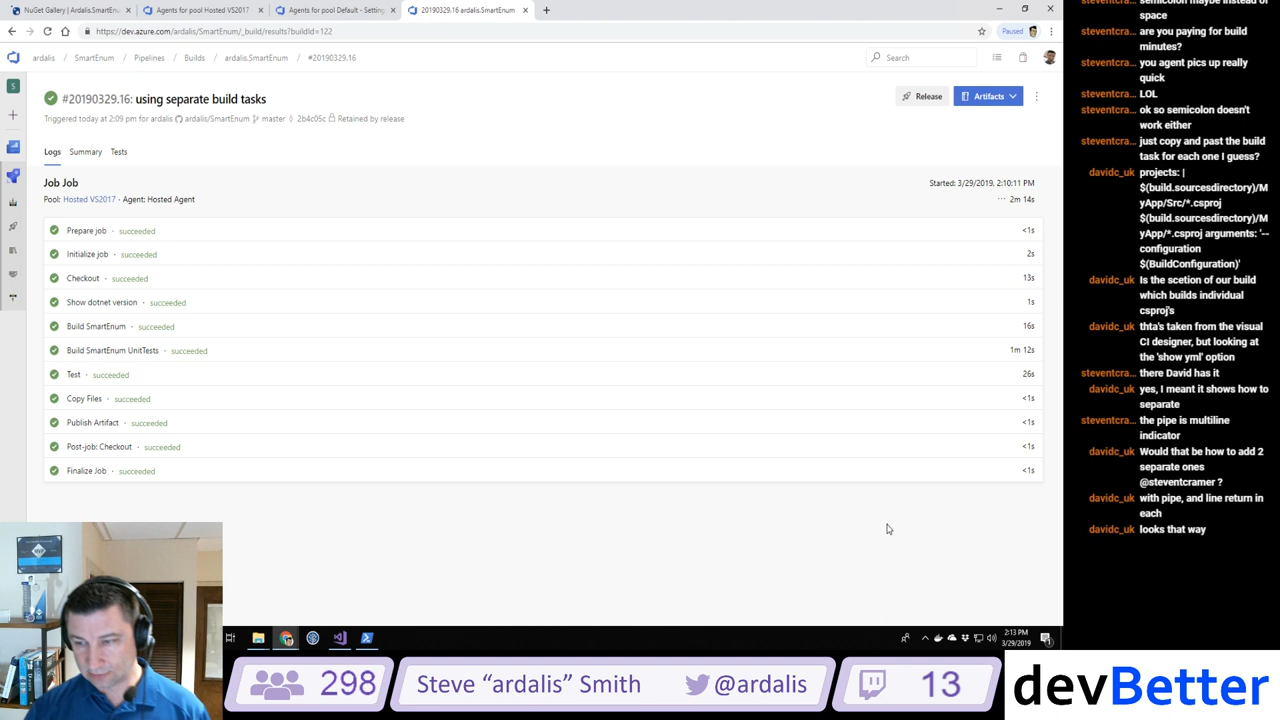 NuGet Gallery | Ardalis.SmartEnum
Agents for pool Hosted VS2017
Agents for pool Default - Setting
20190329.16 ardalis.SmartEnum
https://dev.azure.com/ardalis/SmartEnum/_build/results?buildId=122
Paused
ardalis / SmartEnum / Pipelines / Builds / ardalis.SmartEnum / #20190329.16
Search
S
#20190329.16: using separate build tasks
Triggered today at 2:09 pm for ardalis ardalis/SmartEnum master 2b4c05c Retained by release
Release
Artifacts
Logs Summary Tests
Job Job
Started: 3/29/2019, 2:10:11 PM
Pool: Hosted VS2017 · Agent: Hosted Agent
··· 2m 14s
Prepare job · succeeded <1s
Initialize job · succeeded 2s
Checkout · succeeded 13s
Show dotnet version · succeeded 1s
Build SmartEnum · succeeded 16s
Build SmartEnum UnitTests · succeeded 1m 12s
Test · succeeded 26s
Copy Files · succeeded <1s
Publish Artifact · succeeded <1s
Post-job: Checkout · succeeded <1s
Finalize Job · succeeded <1s
2:13 PM
3/29/2019
semicolon maybe instead of
space
steventcra... are you paying for build
minutes?
steventcra... you agent pics up really
quick
steventcra... LOL
steventcra... ok so semicolon doesn't
work either
steventcra... just copy and past the build
task for each one I guess?
davidc_uk projects: |
$(build.sourcesdirectory)/M
yApp/Src/*.csproj
$(build.sourcesdirectory)/M
yApp/*.csproj arguments: '--
configuration
$(BuildConfiguration)'
davidc_uk Is the scetion of our build
which builds individual
csproj's
davidc_uk thta's taken from the visual
CI designer, but looking at
the 'show yml' option
steventcra... there David has it
davidc_uk yes, I meant it shows how to
separate
steventcra... the pipe is multiline
indicator
davidc_uk Would that be how to add 2
separate ones
@steventcramer ?
davidc_uk with pipe, and line return in
each
davidc_uk looks that way
298
Steve “ardalis” Smith
@ardalis
13
devBetter